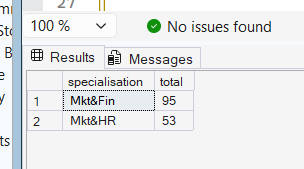 27
100 %
No issues found
Results
Messages
specialisation total
1 Mkt&Fin 95
2 Mkt&HR 53